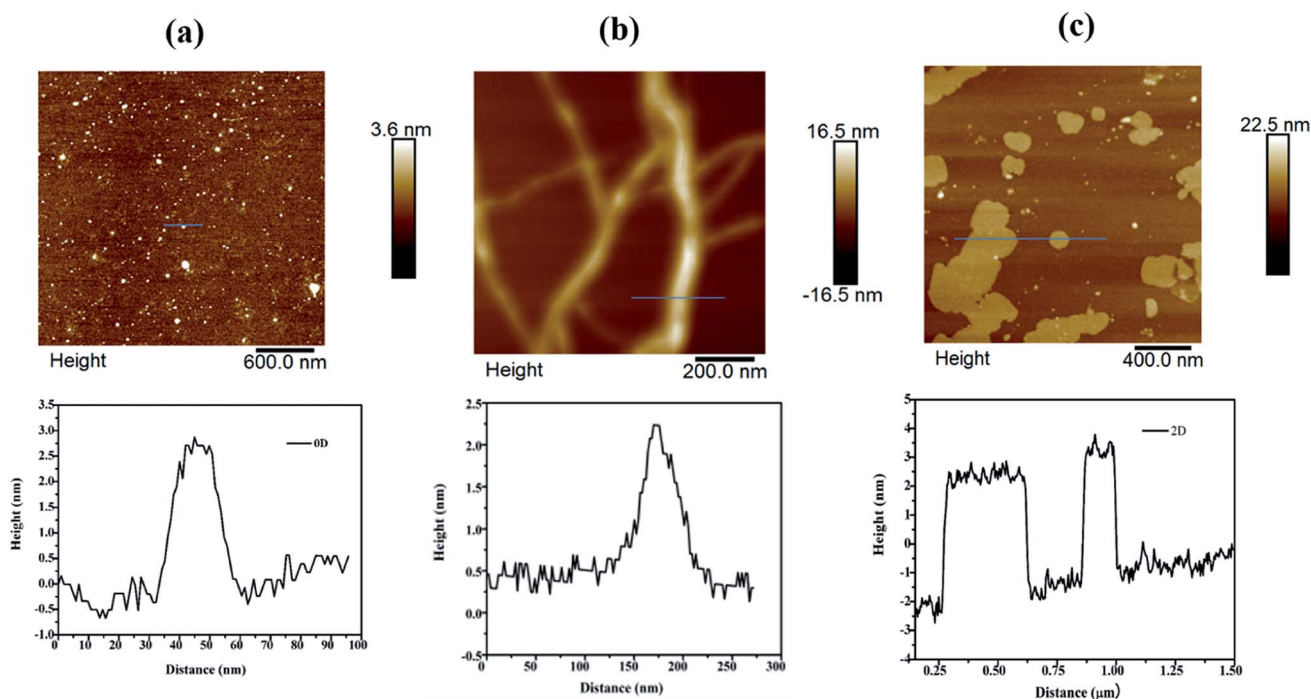 (a)
(b)
(c)
3.6 nm
16.5 nm
-16.5 nm
22.5 nm
Height
600.0 nm
Height
200.0 nm
Height
400.0 nm
3.5
3.0
2.5
2.0
1.5
1.0
0.5
0.0
-0.5
-1.0
Height (nm)
0D
0 10 20 30 40 50 60 70 80 90 100
Distance (nm)
2.5
2.0
1.5
1.0
0.5
0.0
Height (nm)
0 50 100 150 200 250 300
Distance (nm)
5
4
3
2
1
0
-1
-2
-3
-4
Height (nm)
2D
0.25 0.50 0.75 1.00 1.25 1.50
Distance (μm)